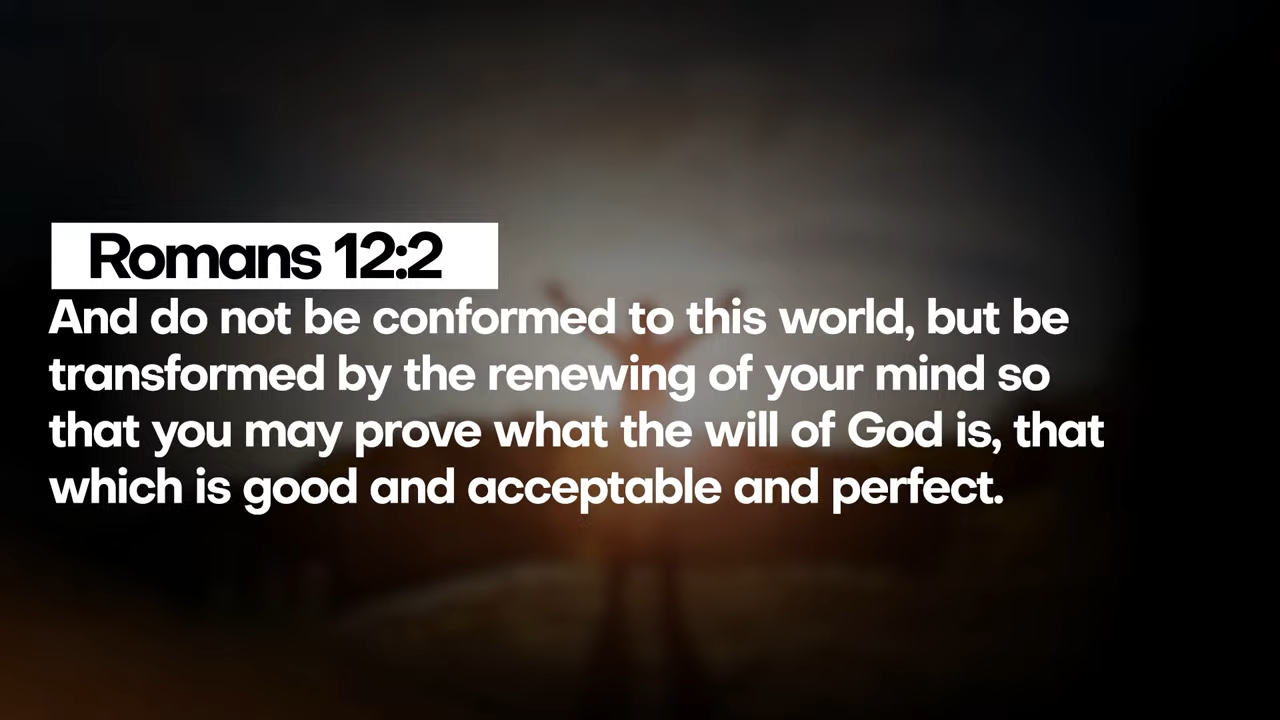 Romans 12:2
And do not be conformed to this world, but be
transformed by the renewing of your mind so
that you may prove what the will of God is, that
which is good and acceptable and perfect.